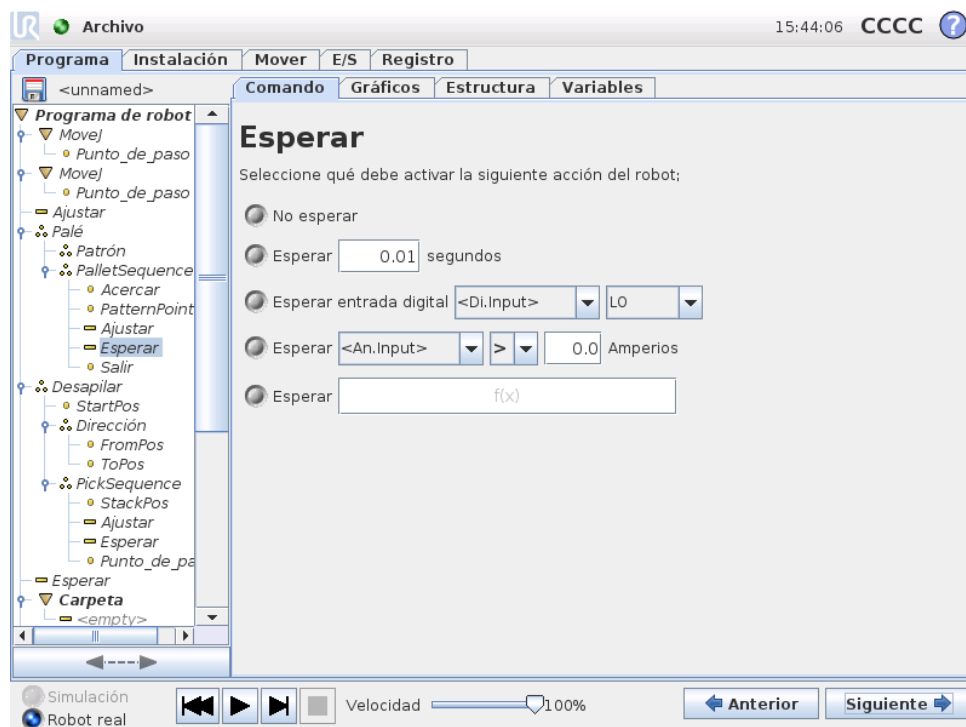 UR Archivo 15:44:06 CCCC ?
Programa Instalación Mover E/S Registro
<unnamed>
Comando Gráficos Estructura Variables
Programa de robot
MoveJ
Punto_de_paso
MoveJ
Punto_de_paso
Ajustar
Palé
Patrón
PalletSequence
Acercar
PatternPoint
Ajustar
Esperar
Salir
Desapilar
StartPos
Dirección
FromPos
ToPos
PickSequence
StackPos
Ajustar
Esperar
Punto_de_pa
Esperar
Carpeta
<empty>
Esperar
Seleccione qué debe activar la siguiente acción del robot;
No esperar
Esperar 0.01 segundos
Esperar entrada digital <Di.Input> LO
Esperar <An.Input> > 0.0 Amperios
Esperar f(x)
Simulación
Robot real
Velocidad 100%
Anterior Siguiente